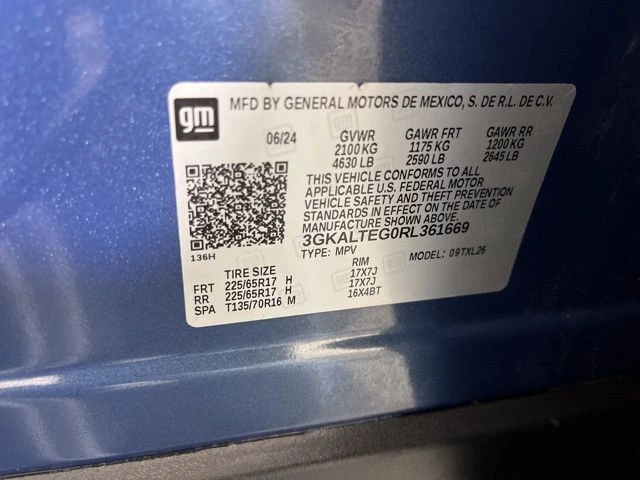 gm
MFD BY GENERAL MOTORS DE MEXICO, S. DE R.L. DE C.V.
06/24 GVWR GAWR FRT GAWR RR
2100 KG 1175 KG 1200 KG
4630 LB 2590 LB 2645 LB
THIS VEHICLE CONFORMS TO ALL
APPLICABLE U.S. FEDERAL MOTOR
VEHICLE SAFETY AND THEFT PREVENTION
STANDARDS IN EFFECT ON THE DATE OF
MANUFACTURE SHOWN ABOVE.
3GKALTEG0RL361669
136H TYPE: MPV MODEL: 09TXL26
TIRE SIZE RIM
FRT 225/65R17 H 17X7J
RR 225/65R17 H 17X7J
SPA T135/70R16 M 16X4BT